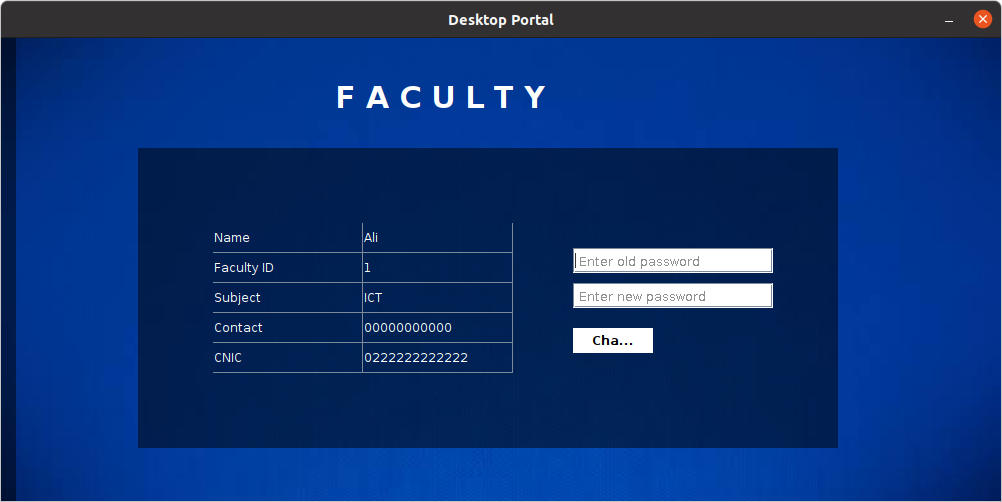 Desktop Portal
F A C U L T Y
Name Ali
Faculty ID 1
Subject ICT
Contact 00000000000
CNIC 0222222222222
Enter old password
Enter new password
Cha...